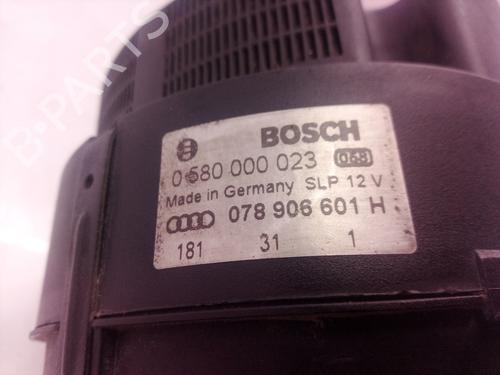 BOSCH
0 580 000 023 068
Made in Germany SLP 12 V
078 906 601 H
181 31 1
B-PARTS